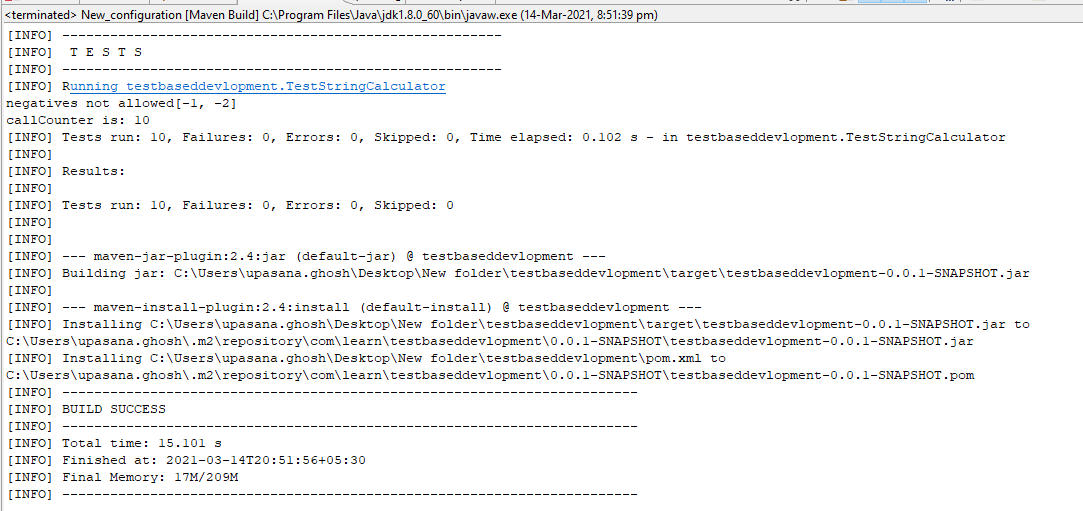 <terminated> New_configuration [Maven Build] C:\Program Files\Java\jdk1.8.0_60\bin\javaw.exe (14-Mar-2021, 8:51:39 pm)
[INFO] -------------------------------------------------------
[INFO]  T E S T S
[INFO] -------------------------------------------------------
[INFO] Running testbaseddevlopment.TestStringCalculator
negatives not allowed[-1, -2]
callCounter is: 10
[INFO] Tests run: 10, Failures: 0, Errors: 0, Skipped: 0, Time elapsed: 0.102 s - in testbaseddevlopment.TestStringCalculator
[INFO]
[INFO] Results:
[INFO]
[INFO] Tests run: 10, Failures: 0, Errors: 0, Skipped: 0
[INFO]
[INFO]
[INFO] --- maven-jar-plugin:2.4:jar (default-jar) @ testbaseddevlopment ---
[INFO] Building jar: C:\Users\upasana.ghosh\Desktop\New folder\testbaseddevlopment\target\testbaseddevlopment-0.0.1-SNAPSHOT.jar
[INFO]
[INFO] --- maven-install-plugin:2.4:install (default-install) @ testbaseddevlopment ---
[INFO] Installing C:\Users\upasana.ghosh\Desktop\New folder\testbaseddevlopment\target\testbaseddevlopment-0.0.1-SNAPSHOT.jar to
C:\Users\upasana.ghosh\.m2\repository\com\learn\testbaseddevlopment\0.0.1-SNAPSHOT\testbaseddevlopment-0.0.1-SNAPSHOT.jar
[INFO] Installing C:\Users\upasana.ghosh\Desktop\New folder\testbaseddevlopment\pom.xml to
C:\Users\upasana.ghosh\.m2\repository\com\learn\testbaseddevlopment\0.0.1-SNAPSHOT\testbaseddevlopment-0.0.1-SNAPSHOT.pom
[INFO] ------------------------------------------------------------------------
[INFO] BUILD SUCCESS
[INFO] ------------------------------------------------------------------------
[INFO] Total time: 15.101 s
[INFO] Finished at: 2021-03-14T20:51:56+05:30
[INFO] Final Memory: 17M/209M
[INFO] ------------------------------------------------------------------------